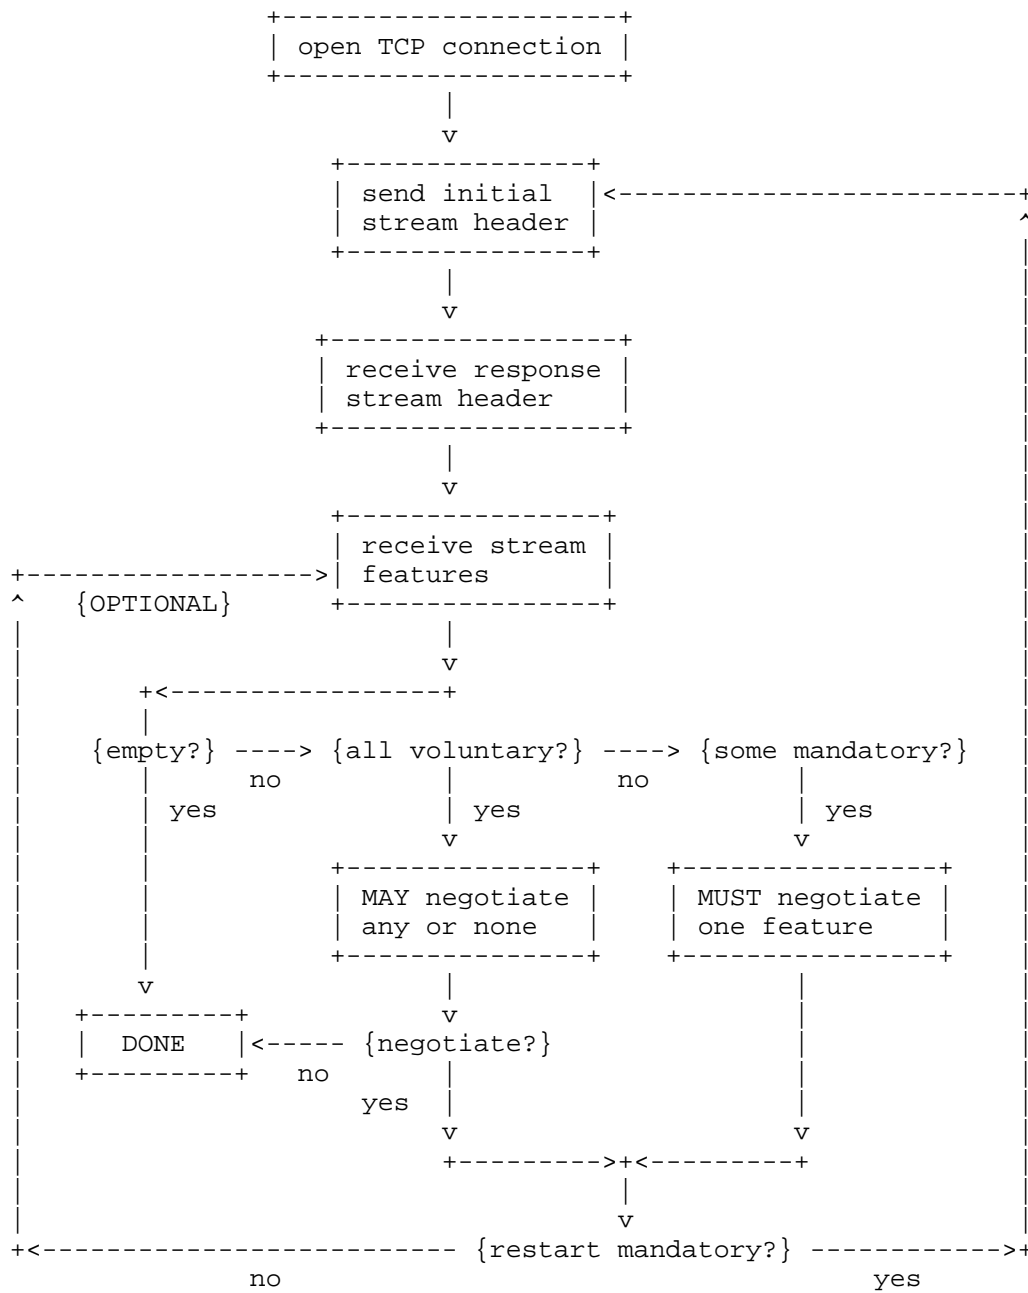 open TCP connection
send initial
stream header
receive response
stream header
receive stream
features
{OPTIONAL}
{empty?} ----> {all voluntary?} ----> {some mandatory?}
no no
yes yes yes
MAY negotiate MUST negotiate
any or none one feature
DONE <----- {negotiate?}
no
yes
{restart mandatory?}
no yes